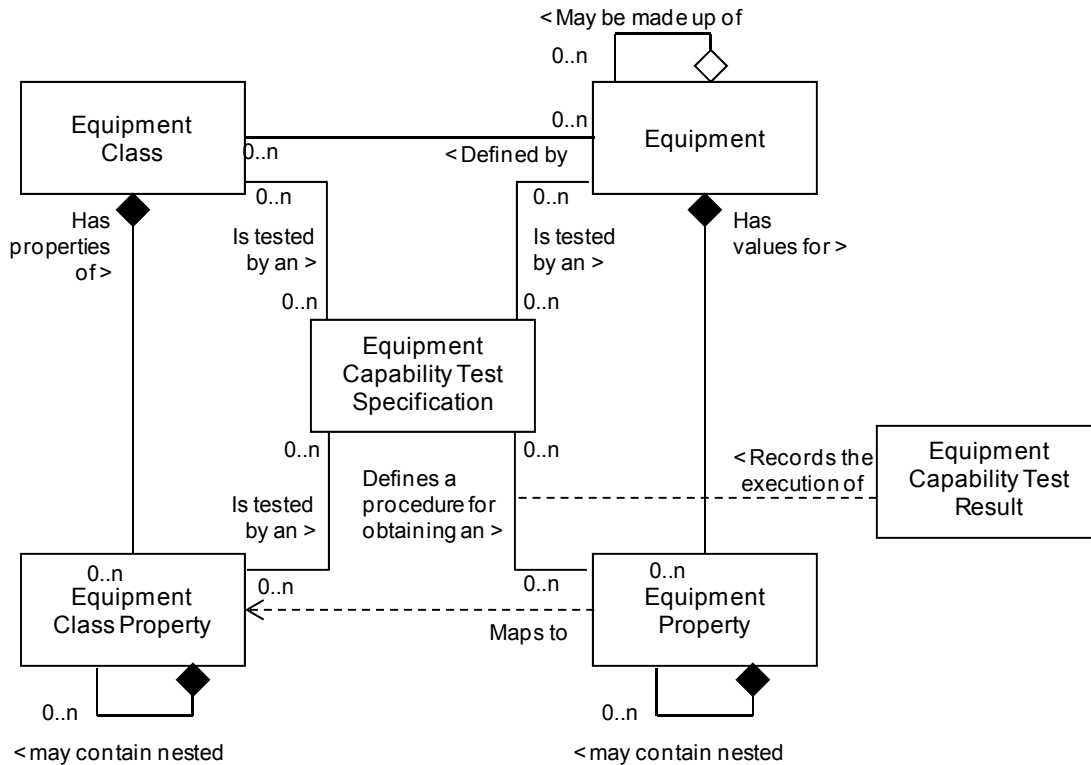 < May be made up of
0..n
Equipment
Class
0..n
Equipment
0..n
< Defined by
0..n
0..n
Has
properties
of >
Is tested
by an >
Is tested
by an >
Has
values for >
0..n
0..n
Equipment
Capability Test
Specification
0..n
0..n
< Records the
execution of
Equipment
Capability Test
Result
Defines a
procedure for
obtaining an >
Is tested
by an >
0..n
0..n
0..n
0..n
Equipment
Class Property
Equipment
Property
Maps to
0..n
0..n
< may contain nested
< may contain nested